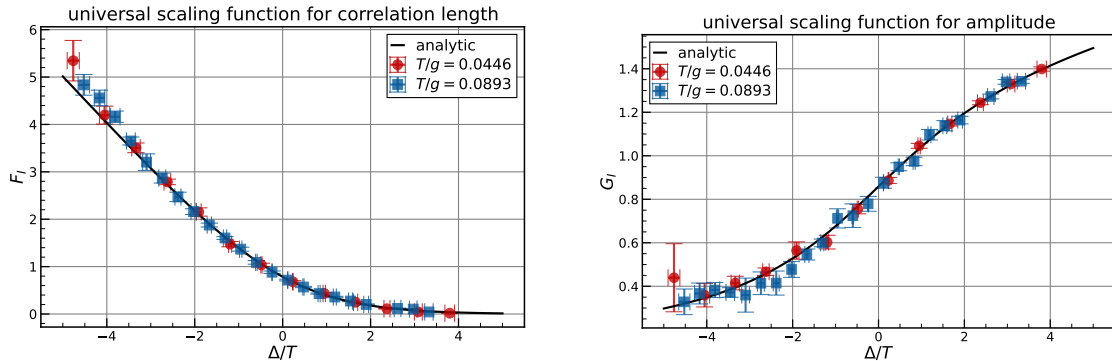 universal scaling function for correlation length
6
5
4
3
2
1
0
F_I
−4
−2
0
2
4
Δ/T
analytic
T/g = 0.0446
T/g = 0.0893
universal scaling function for amplitude
1.4
1.2
1.0
0.8
0.6
0.4
G_I
−4
−2
0
2
4
Δ/T
analytic
T/g = 0.0446
T/g = 0.0893